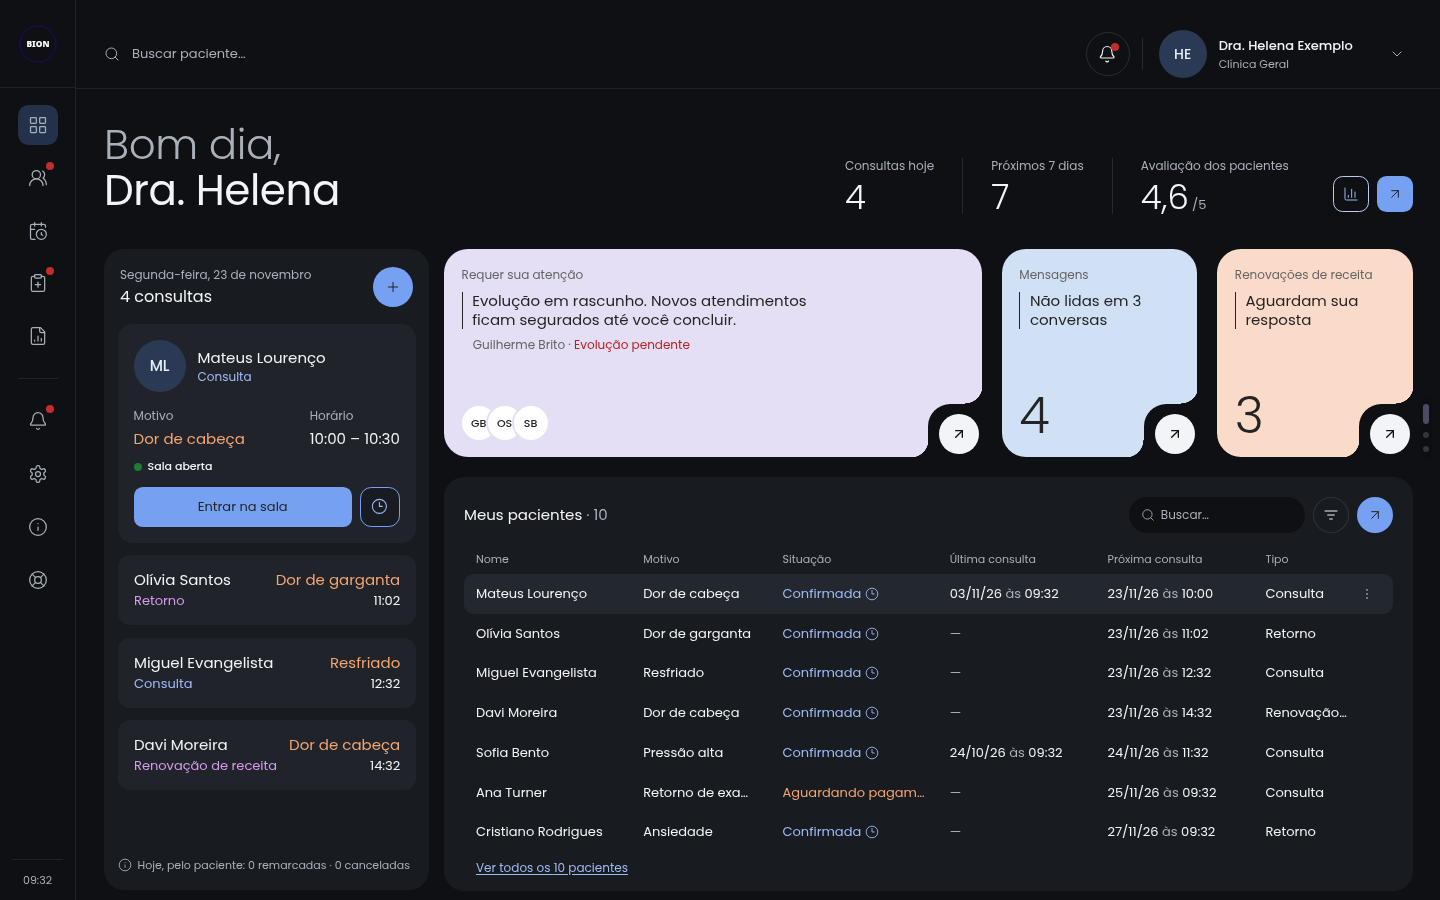 BION
Buscar paciente...
HE
Dra. Helena Exemplo
Clínica Geral
Bom dia,
Dra. Helena
Consultas hoje
4
Próximos 7 dias
7
Avaliação dos pacientes
4,6 /5
Segunda-feira, 23 de novembro
4 consultas
ML
Mateus Lourenço
Consulta
Motivo
Horário
Dor de cabeça
10:00 – 10:30
Sala aberta
Entrar na sala
Olívia Santos
Dor de garganta
Retorno
11:02
Miguel Evangelista
Resfriado
Consulta
12:32
Davi Moreira
Dor de cabeça
Renovação de receita
14:32
Hoje, pelo paciente: 0 remarcadas · 0 canceladas
09:32
Requer sua atenção
Evolução em rascunho. Novos atendimentos
ficam segurados até você concluir.
Guilherme Brito · Evolução pendente
GB
OS
SB
Mensagens
Não lidas em 3
conversas
4
Renovações de receita
Aguardam sua
resposta
3
Meus pacientes · 10
Buscar...
Nome Motivo Situação Última consulta Próxima consulta Tipo
Mateus Lourenço Dor de cabeça Confirmada 03/11/26 às 09:32 23/11/26 às 10:00 Consulta
Olívia Santos Dor de garganta Confirmada — 23/11/26 às 11:02 Retorno
Miguel Evangelista Resfriado Confirmada — 23/11/26 às 12:32 Consulta
Davi Moreira Dor de cabeça Confirmada — 23/11/26 às 14:32 Renovação...
Sofia Bento Pressão alta Confirmada 24/10/26 às 09:32 24/11/26 às 11:32 Consulta
Ana Turner Retorno de exa... Aguardando pagam... — 25/11/26 às 09:32 Consulta
Cristiano Rodrigues Ansiedade Confirmada — 27/11/26 às 09:32 Retorno
Ver todos os 10 pacientes